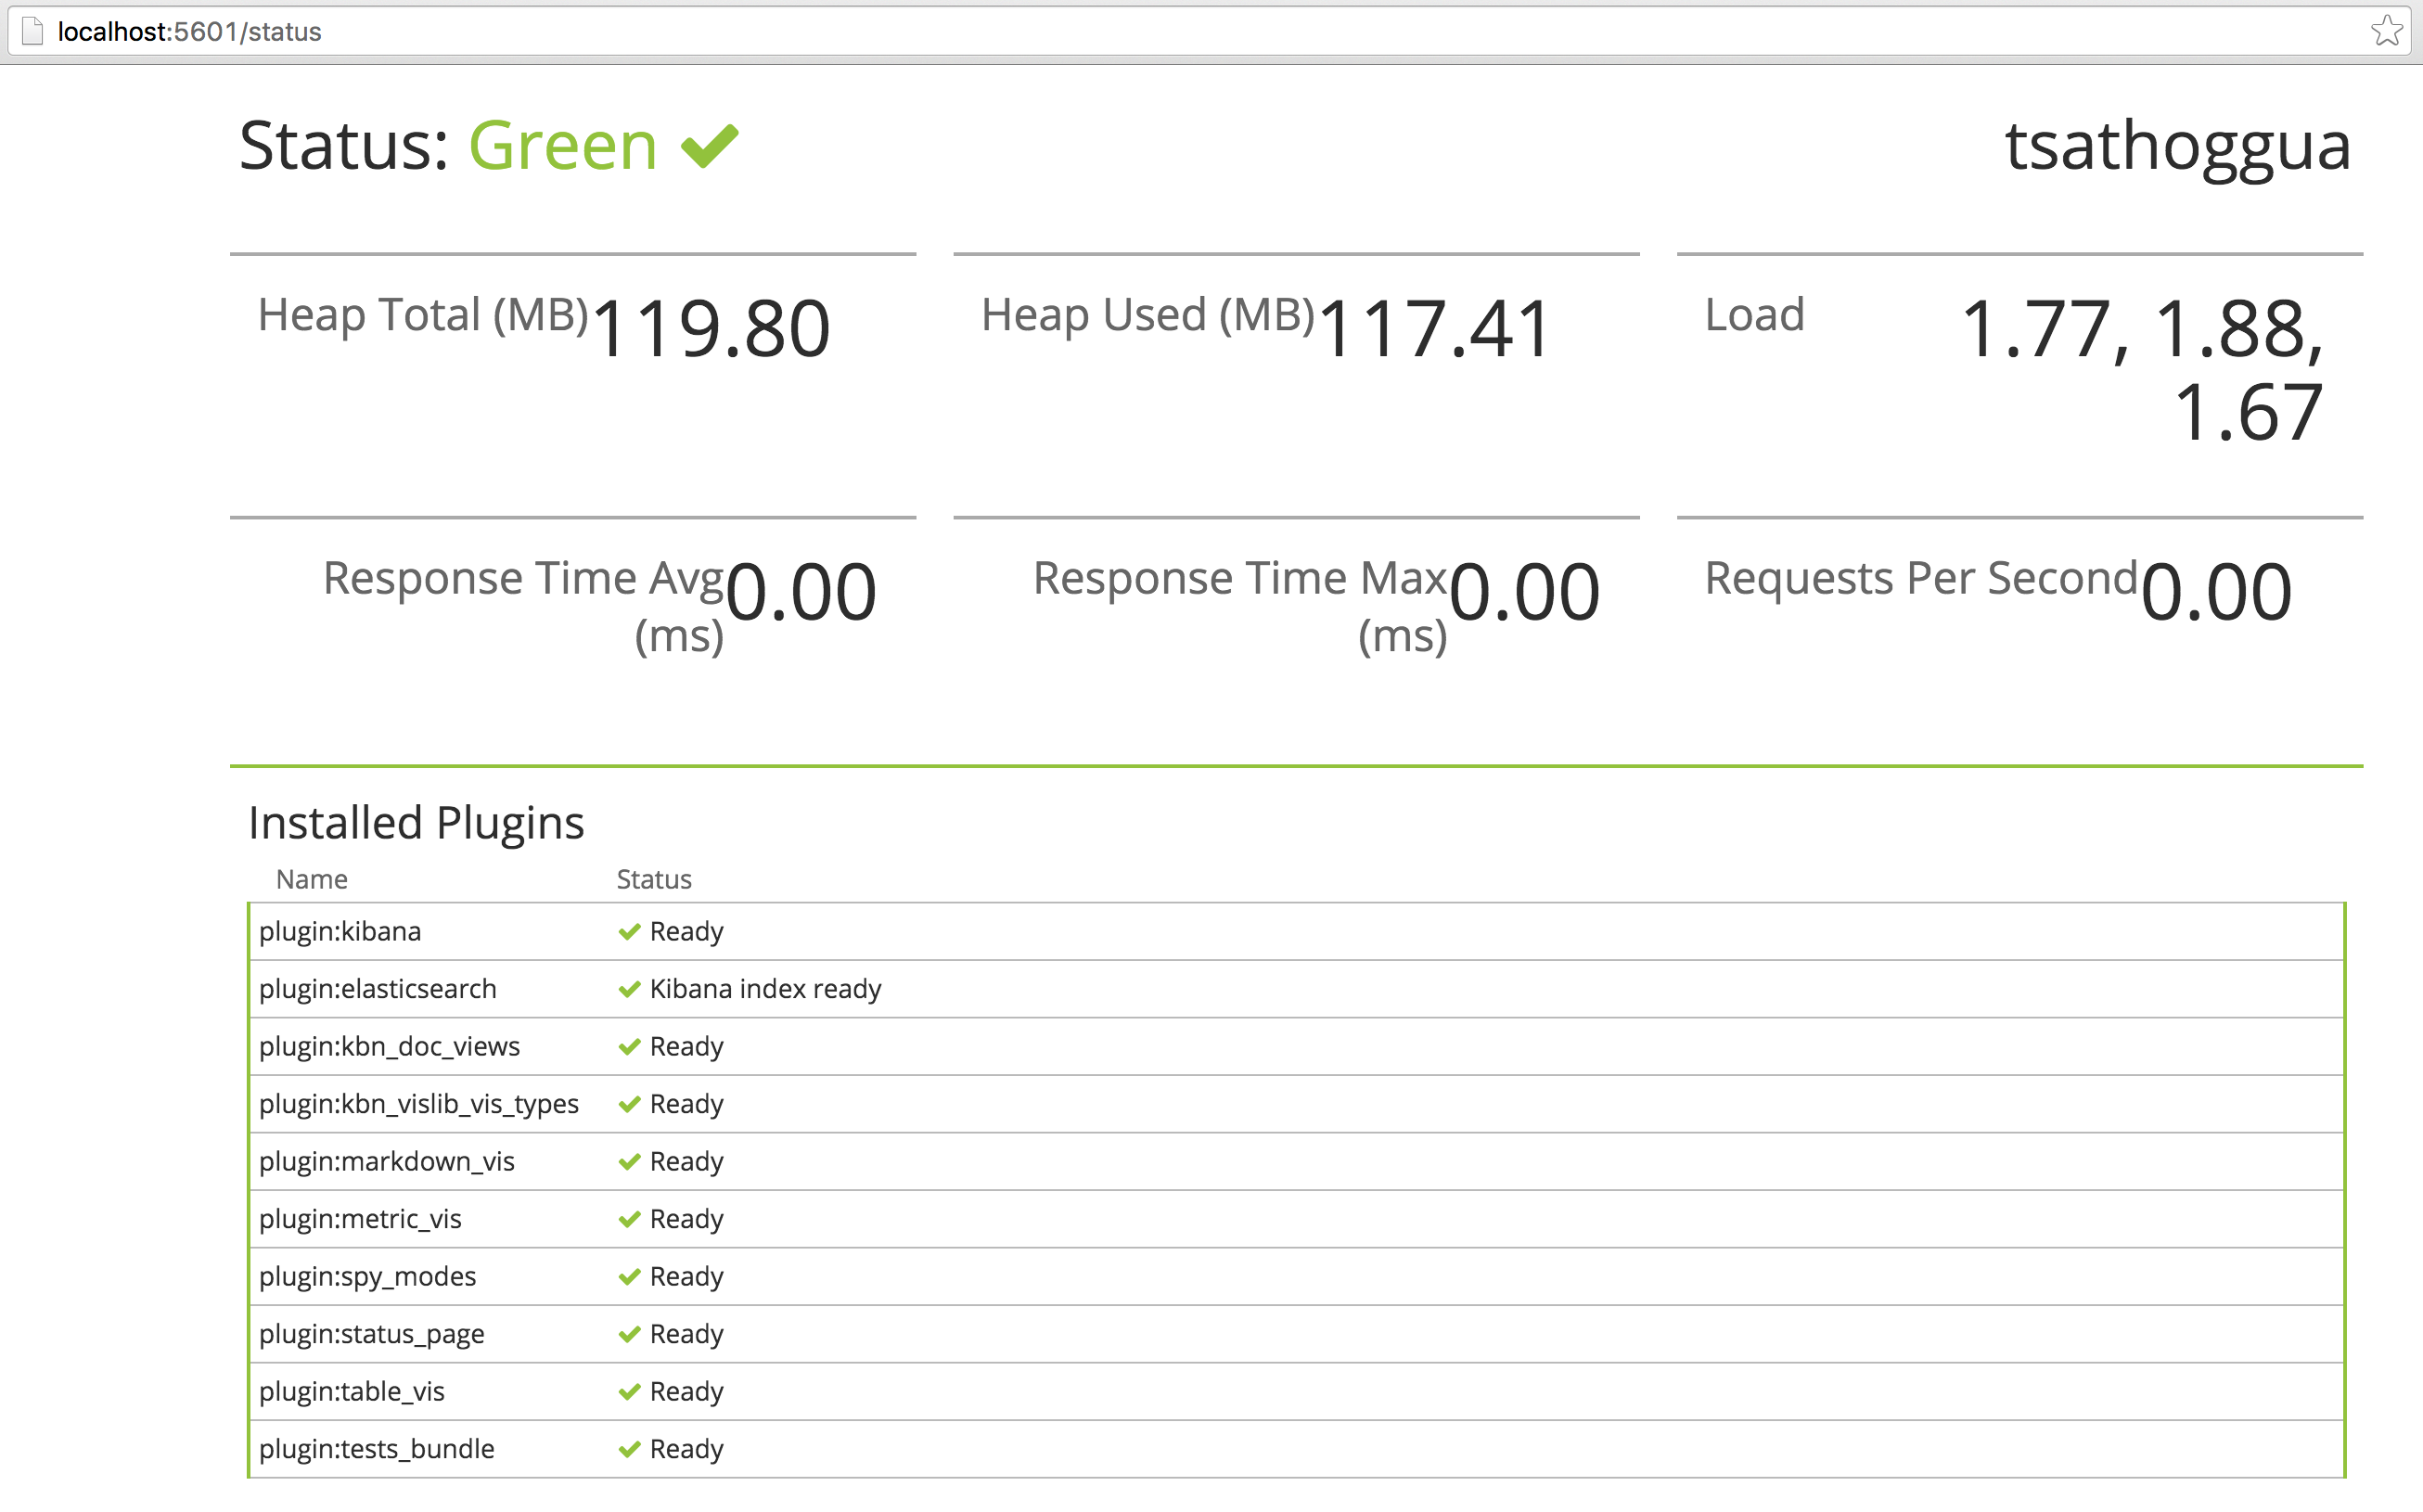 localhost:5601/status
Status: Green
tsathoggua
Heap Total (MB) 119.80
Heap Used (MB) 117.41
Load 1.77, 1.88,
1.67
Response Time Avg 0.00
(ms)
Response Time Max 0.00
(ms)
Requests Per Second 0.00
Installed Plugins
Name Status
plugin:kibana Ready
plugin:elasticsearch Kibana index ready
plugin:kbn_doc_views Ready
plugin:kbn_vislib_vis_types Ready
plugin:markdown_vis Ready
plugin:metric_vis Ready
plugin:spy_modes Ready
plugin:status_page Ready
plugin:table_vis Ready
plugin:tests_bundle Ready